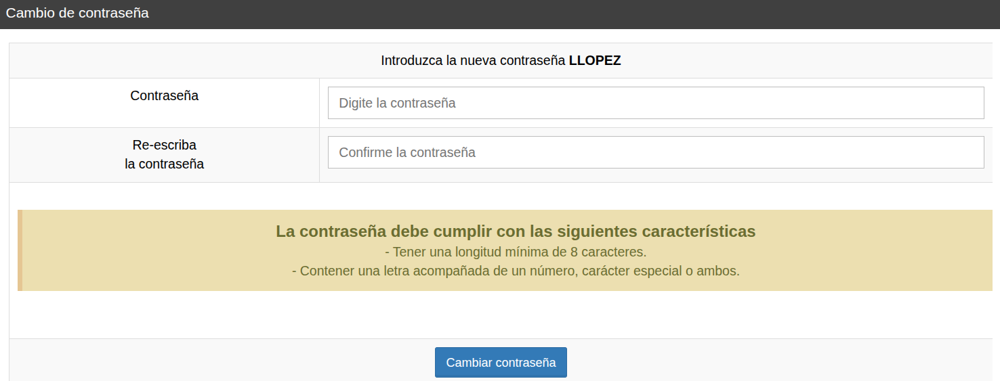 Cambio de contraseña
Introduzca la nueva contraseña LLOPEZ
Contraseña
Digite la contraseña
Re-escriba
la contraseña
Confirme la contraseña
La contraseña debe cumplir con las siguientes características
- Tener una longitud mínima de 8 caracteres.
- Contener una letra acompañada de un número, carácter especial o ambos.
Cambiar contraseña